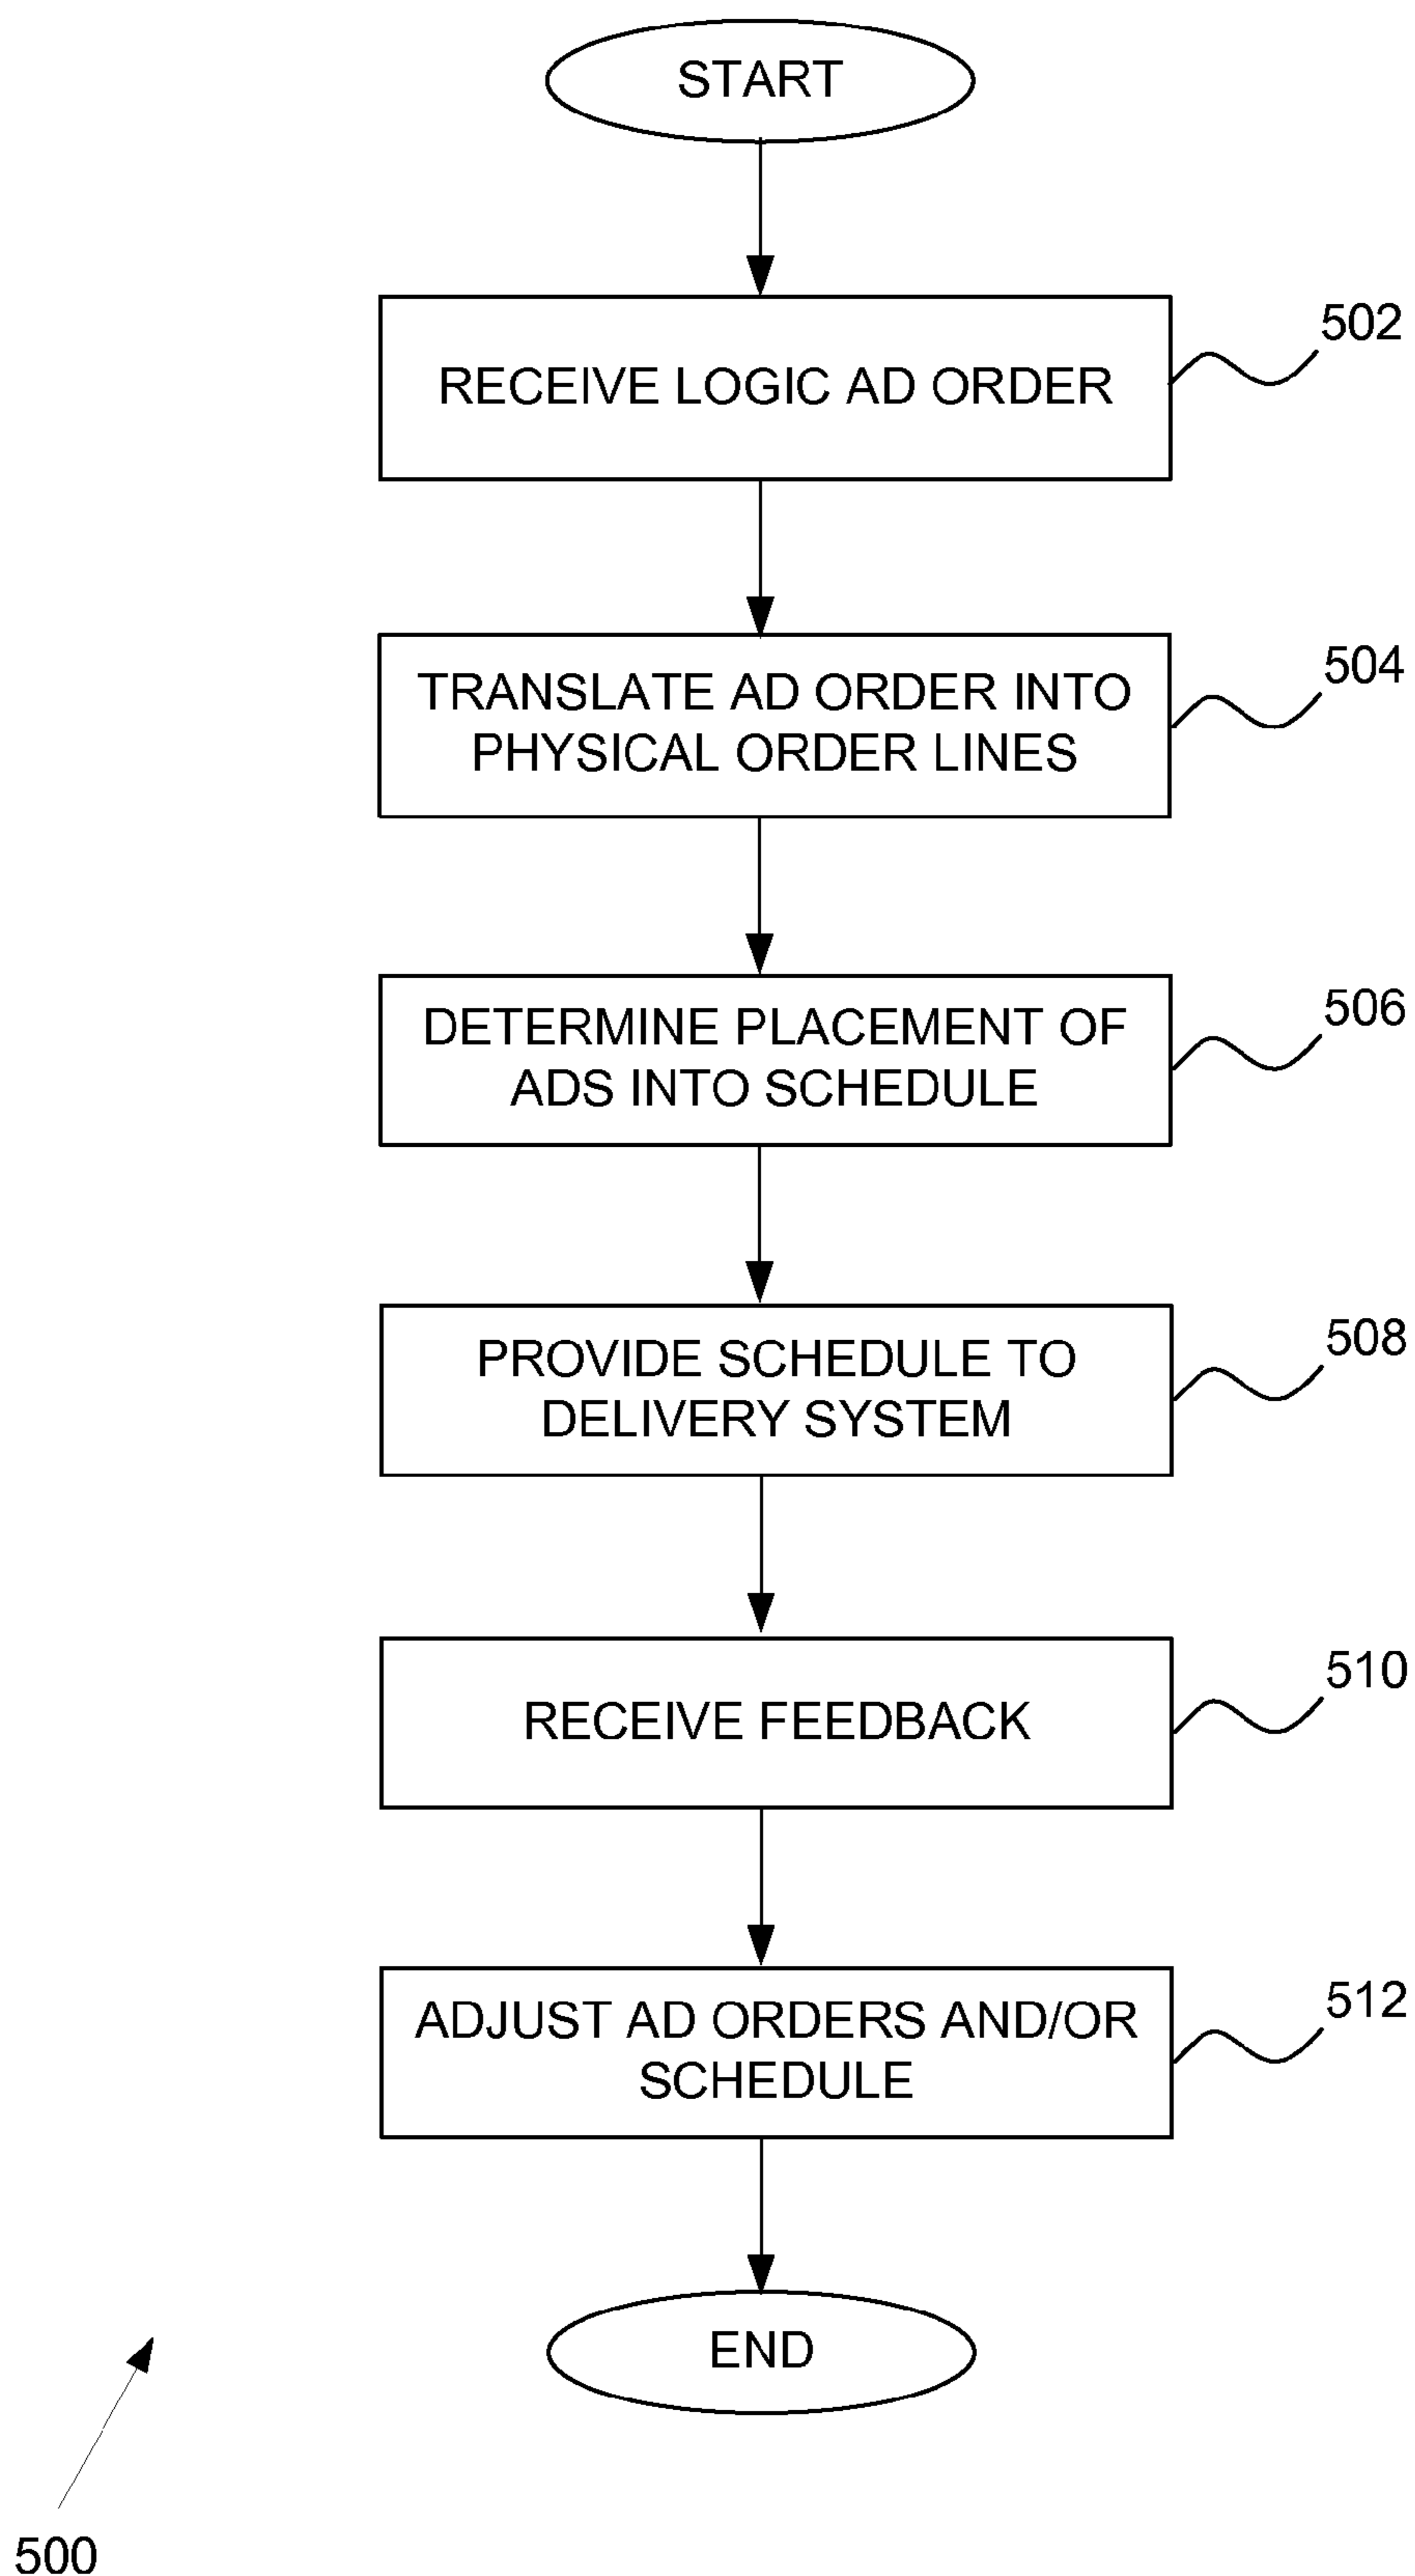 START
RECEIVE LOGIC AD ORDER
502
TRANSLATE AD ORDER INTO
PHYSICAL ORDER LINES
504
DETERMINE PLACEMENT OF
ADS INTO SCHEDULE
506
PROVIDE SCHEDULE TO
DELIVERY SYSTEM
508
RECEIVE FEEDBACK
510
ADJUST AD ORDERS AND/OR
SCHEDULE
512
END
500